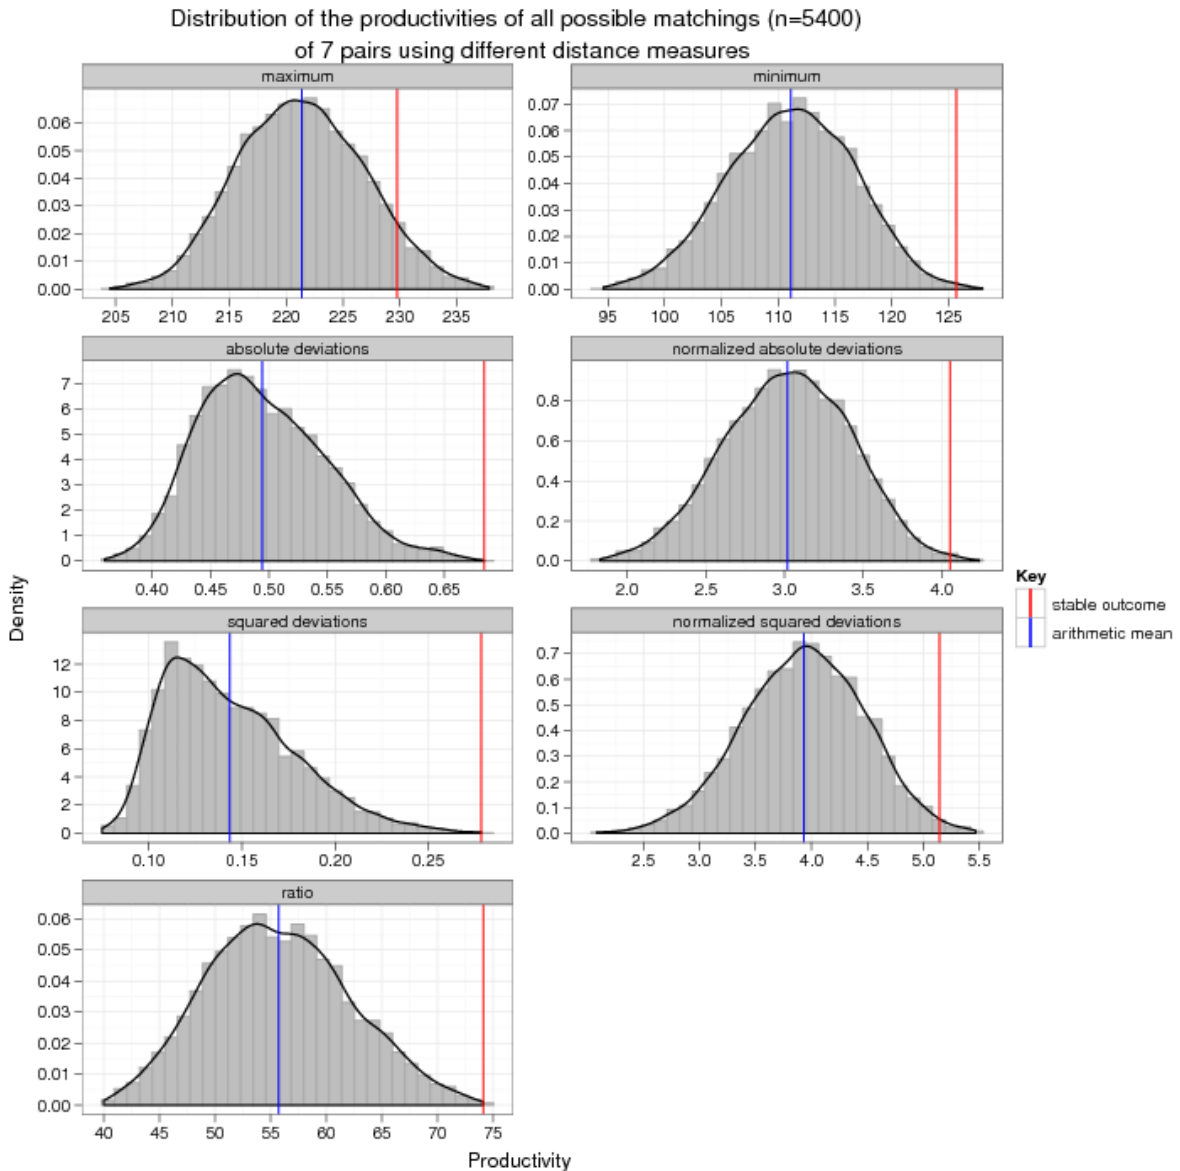 Distribution of the productivities of all possible matchings (n=5400)
of 7 pairs using different distance measures
maximum
0.06
0.05
0.04
0.03
0.02
0.01
0.00
205 210 215 220 225 230 235
minimum
0.07
0.06
0.05
0.04
0.03
0.02
0.01
0.00
95 100 105 110 115 120 125
absolute deviations
7
6
5
4
3
2
1
0
0.40 0.45 0.50 0.55 0.60 0.65
normalized absolute deviations
0.8
0.6
0.4
0.2
0.0
2.0 2.5 3.0 3.5 4.0
squared deviations
12
10
8
6
4
2
0
0.10 0.15 0.20 0.25
normalized squared deviations
0.7
0.6
0.5
0.4
0.3
0.2
0.1
0.0
2.5 3.0 3.5 4.0 4.5 5.0 5.5
ratio
0.06
0.05
0.04
0.03
0.02
0.01
0.00
40 45 50 55 60 65 70 75
Density
Productivity
Key
stable outcome
arithmetic mean